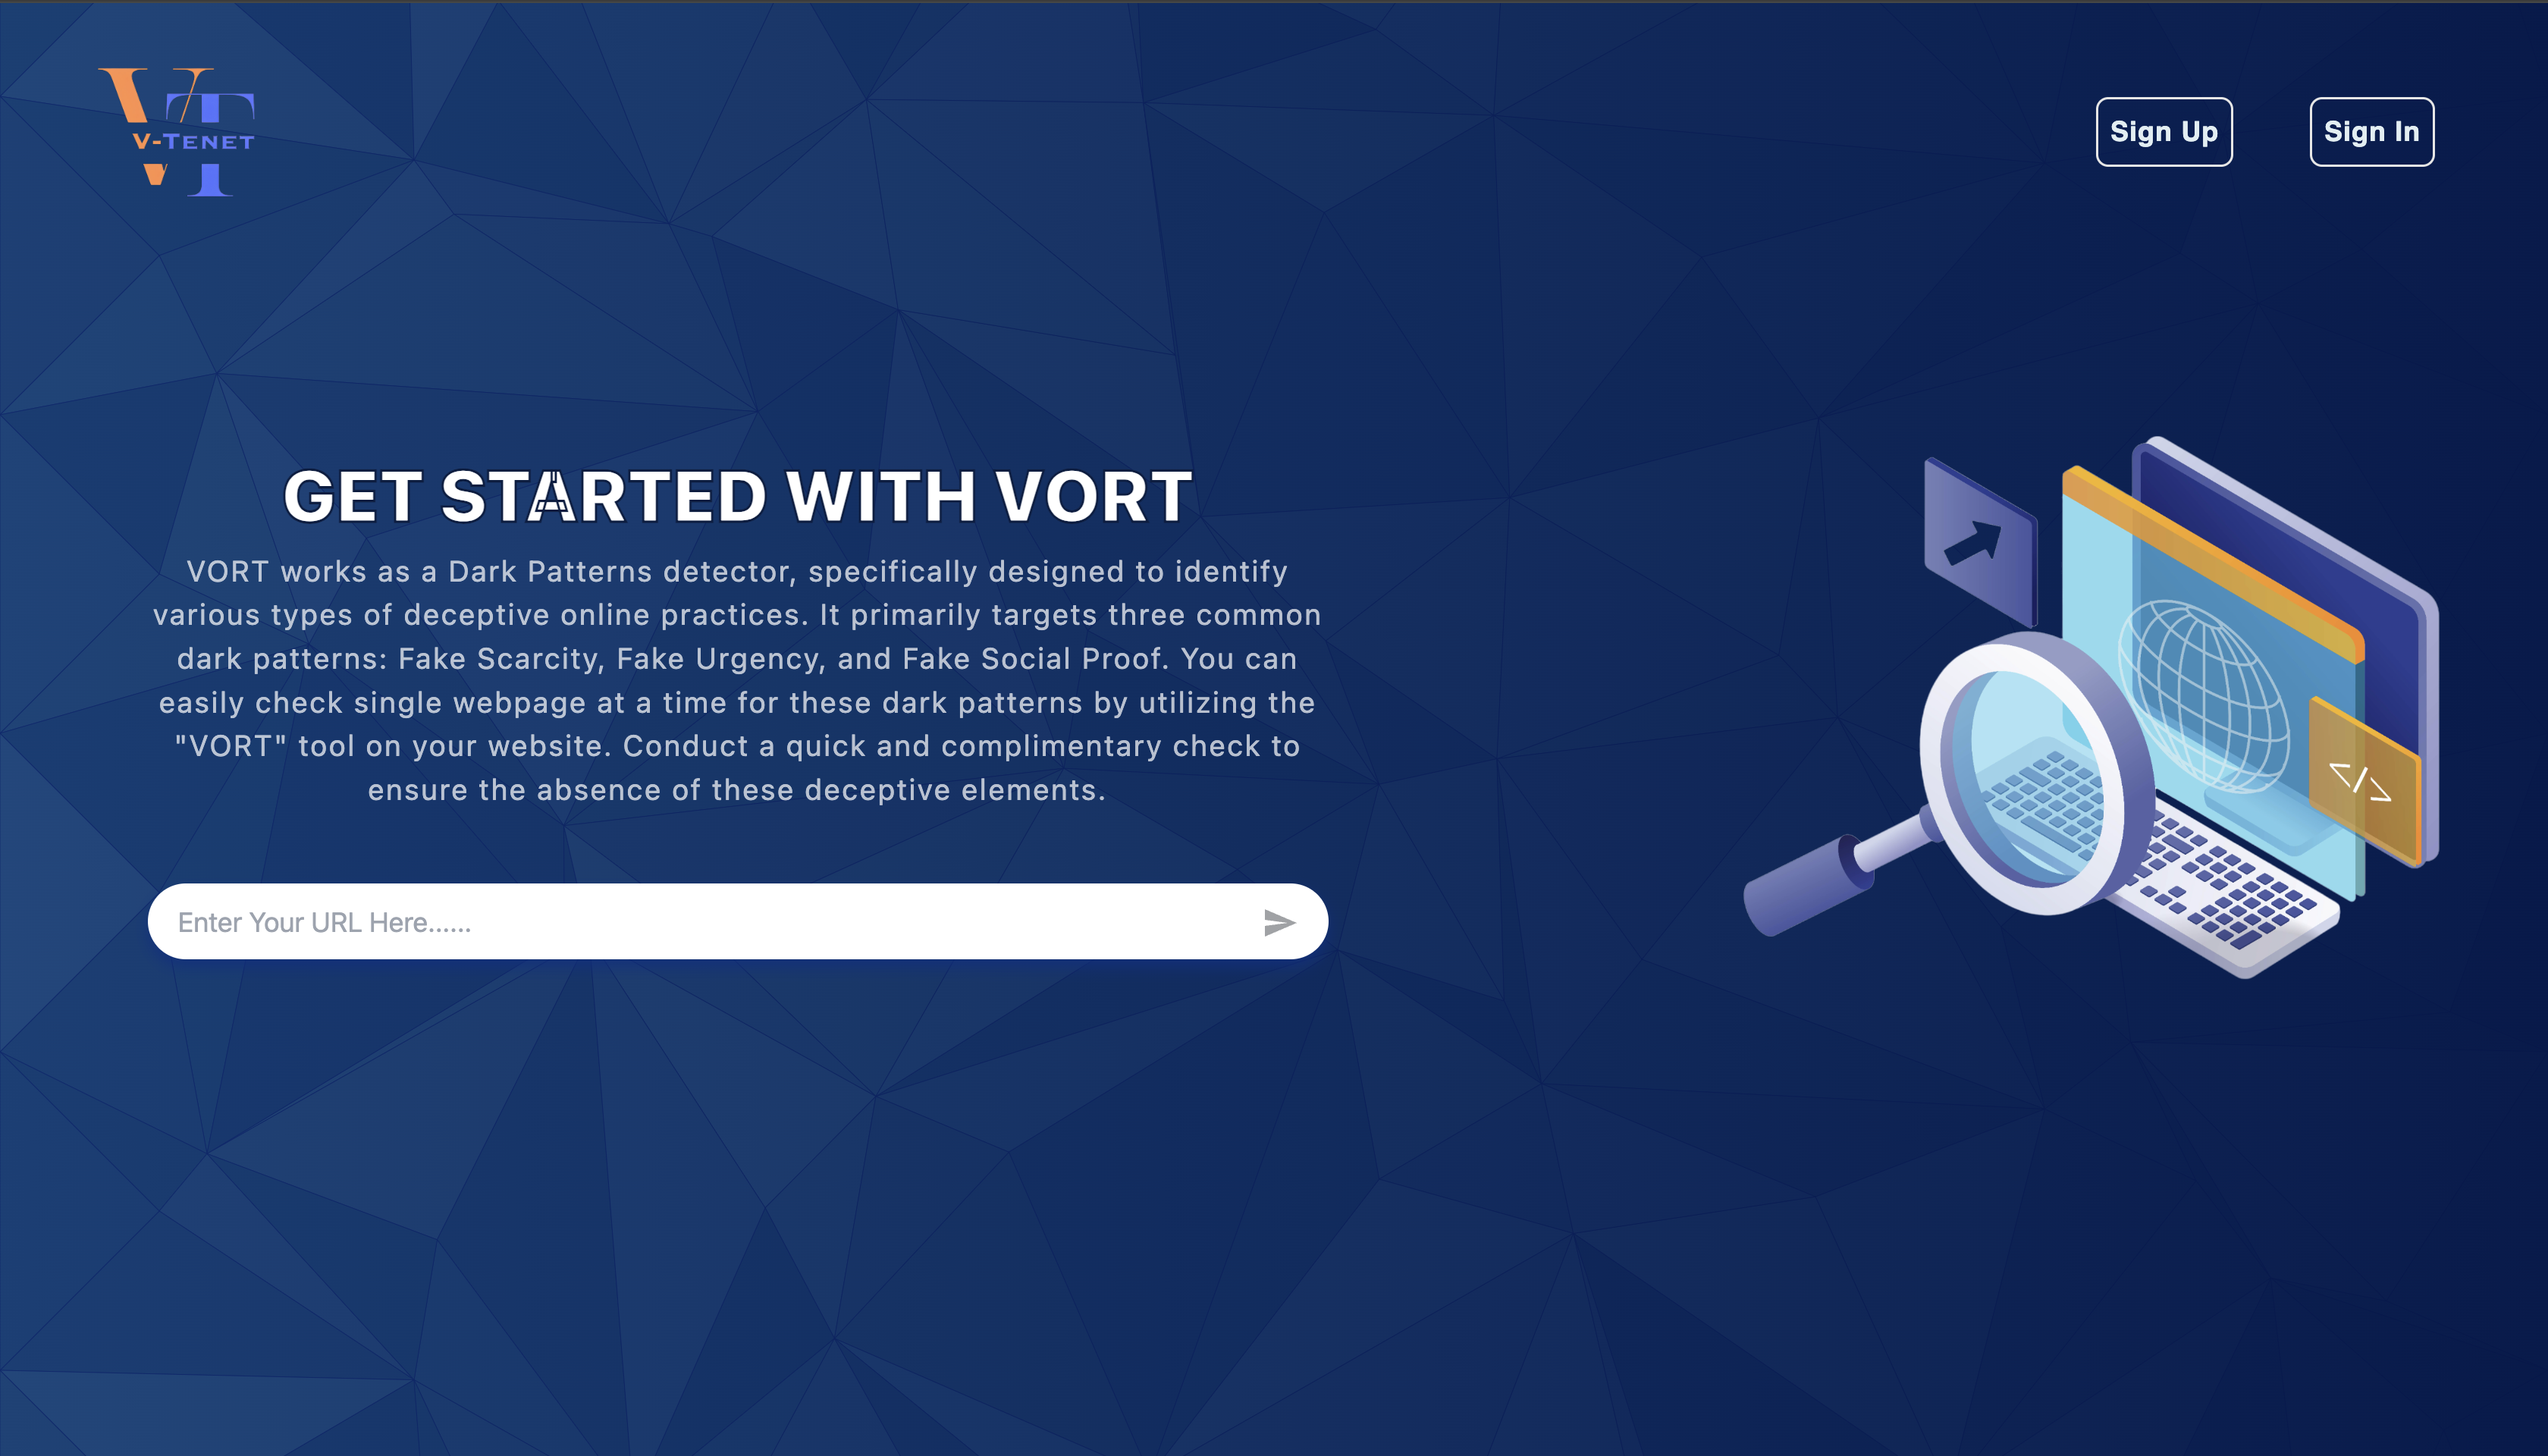 V-TENET
Sign Up
Sign In
GET STARTED WITH VORT
VORT works as a Dark Patterns detector, specifically designed to identify
various types of deceptive online practices. It primarily targets three common
dark patterns: Fake Scarcity, Fake Urgency, and Fake Social Proof. You can
easily check single webpage at a time for these dark patterns by utilizing the
"VORT" tool on your website. Conduct a quick and complimentary check to
ensure the absence of these deceptive elements.
Enter Your URL Here......
</>